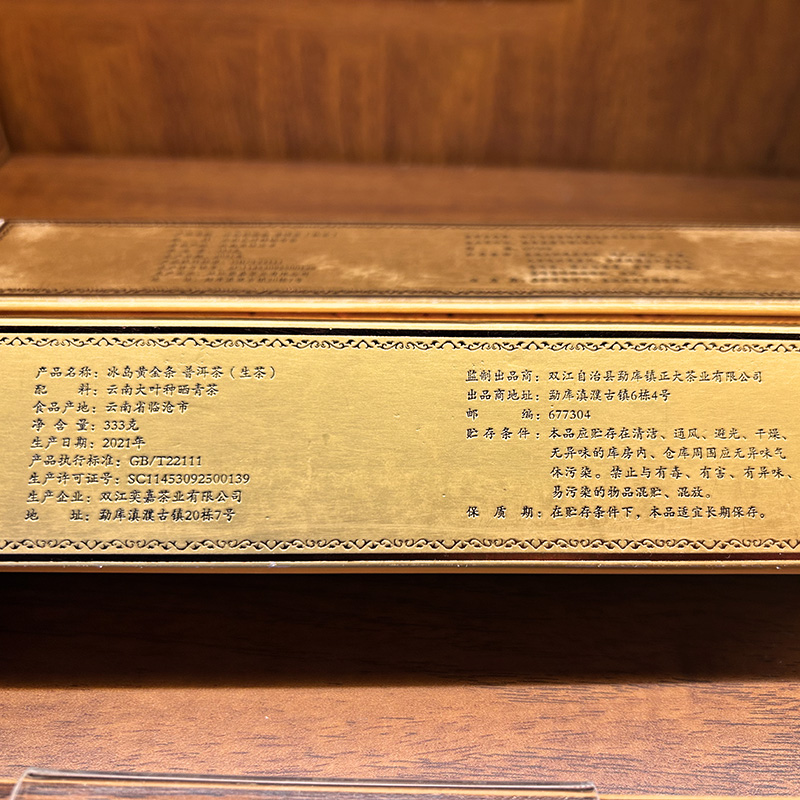 产品名称：冰岛黄金条 普洱茶（生茶）
配 料：云南大叶种晒青茶
食品产地：云南省临沧市
净 含 量：333克
生产日期：2021年
产品执行标准：GB/T22111
生产许可证号：SC11453092500139
生产企业：双江奕嘉茶业有限公司
地 址：勐库滇濮古镇20栋7号
监制出品商：双江自治县勐库镇正大茶业有限公司
出品商地址：勐库滇濮古镇6栋4号
邮 编：677304
贮存条件：本品应贮存在清洁、通风、避光、干燥、
无异味的库房内、仓库周围应无异味气
体污染。禁止与有毒、有害、有异味、
易污染的物品混贮、混放。
保 质 期：在贮存条件下，本品适宜长期保存。